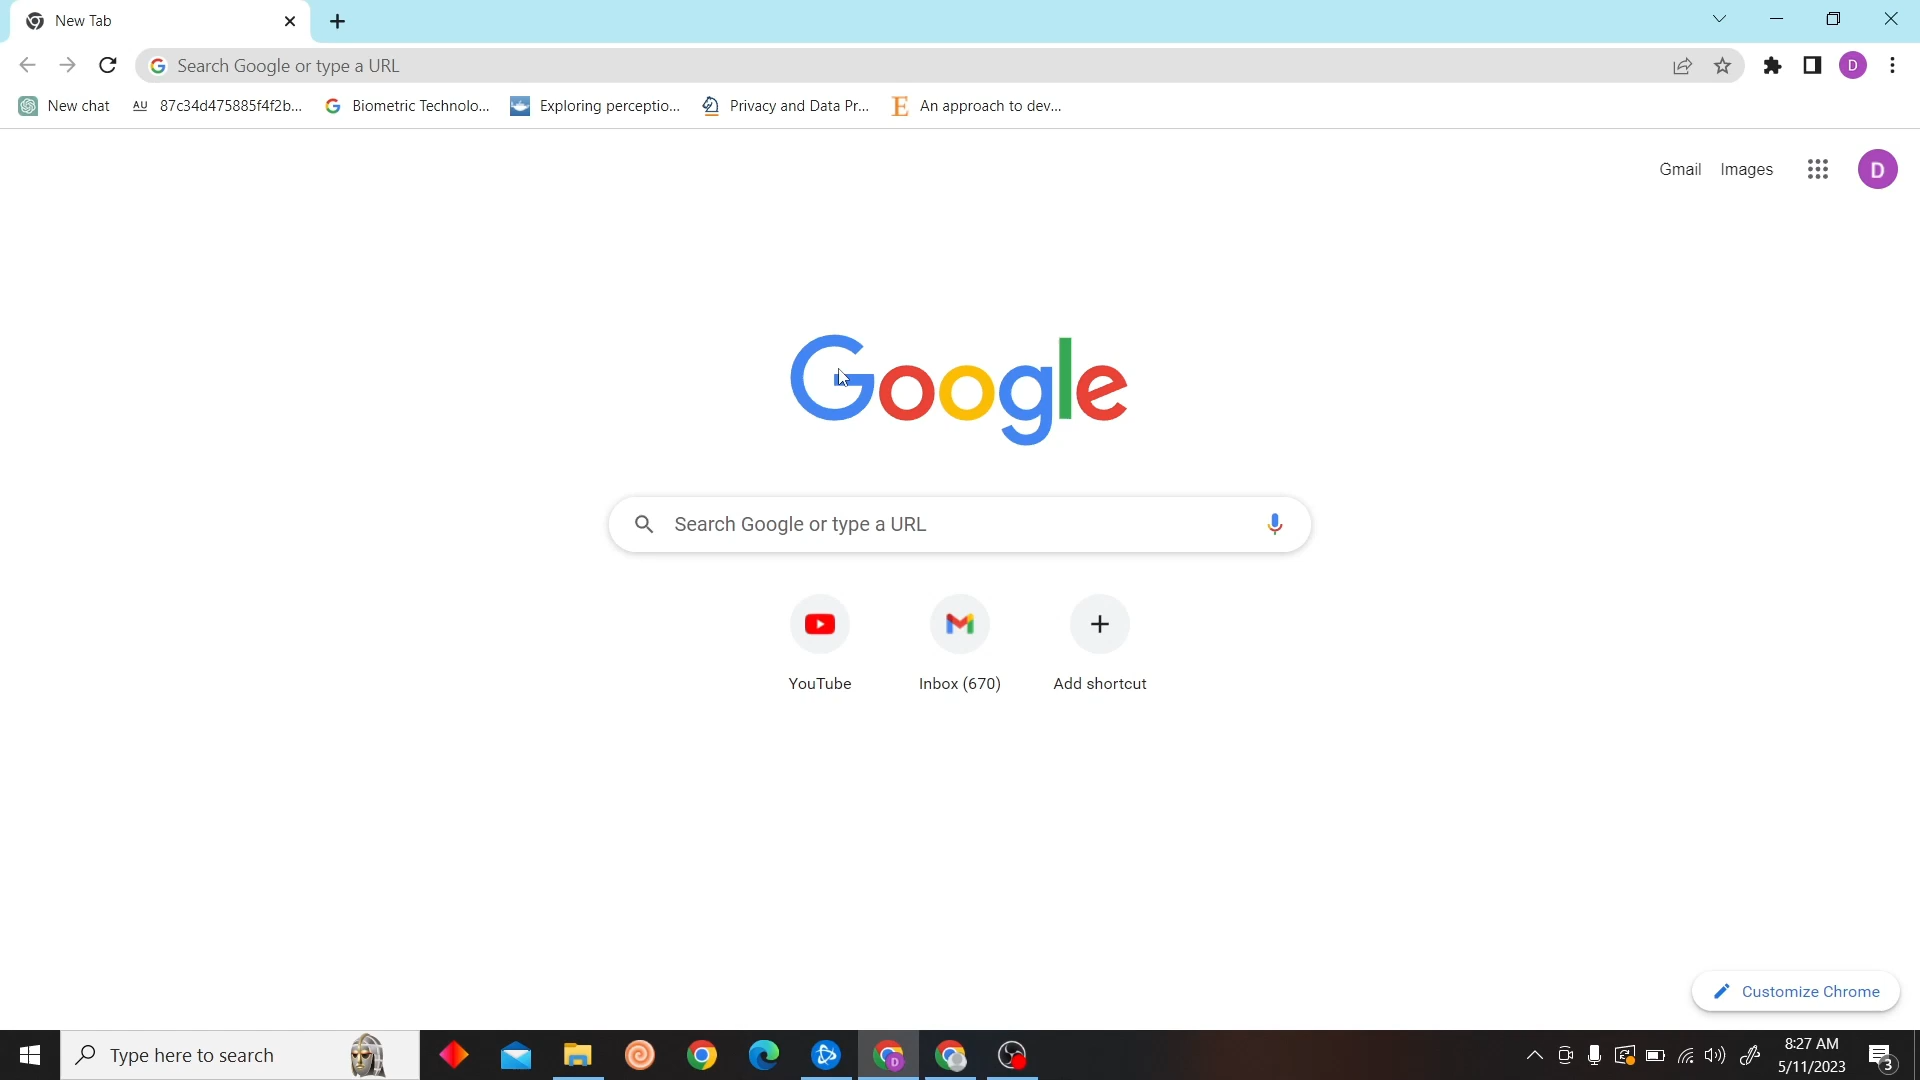 New Tab
Search Google or type a URL
D
New chat
AU 87c34d475885f4f2b...
Biometric Technolo...
Exploring perceptio...
Privacy and Data Pr...
E An approach to dev...
Gmail Images D
Google
Search Google or type a URL
YouTube
Inbox (670)
Add shortcut
Customize Chrome
Type here to search
D
8:27 AM
5/11/2023
3